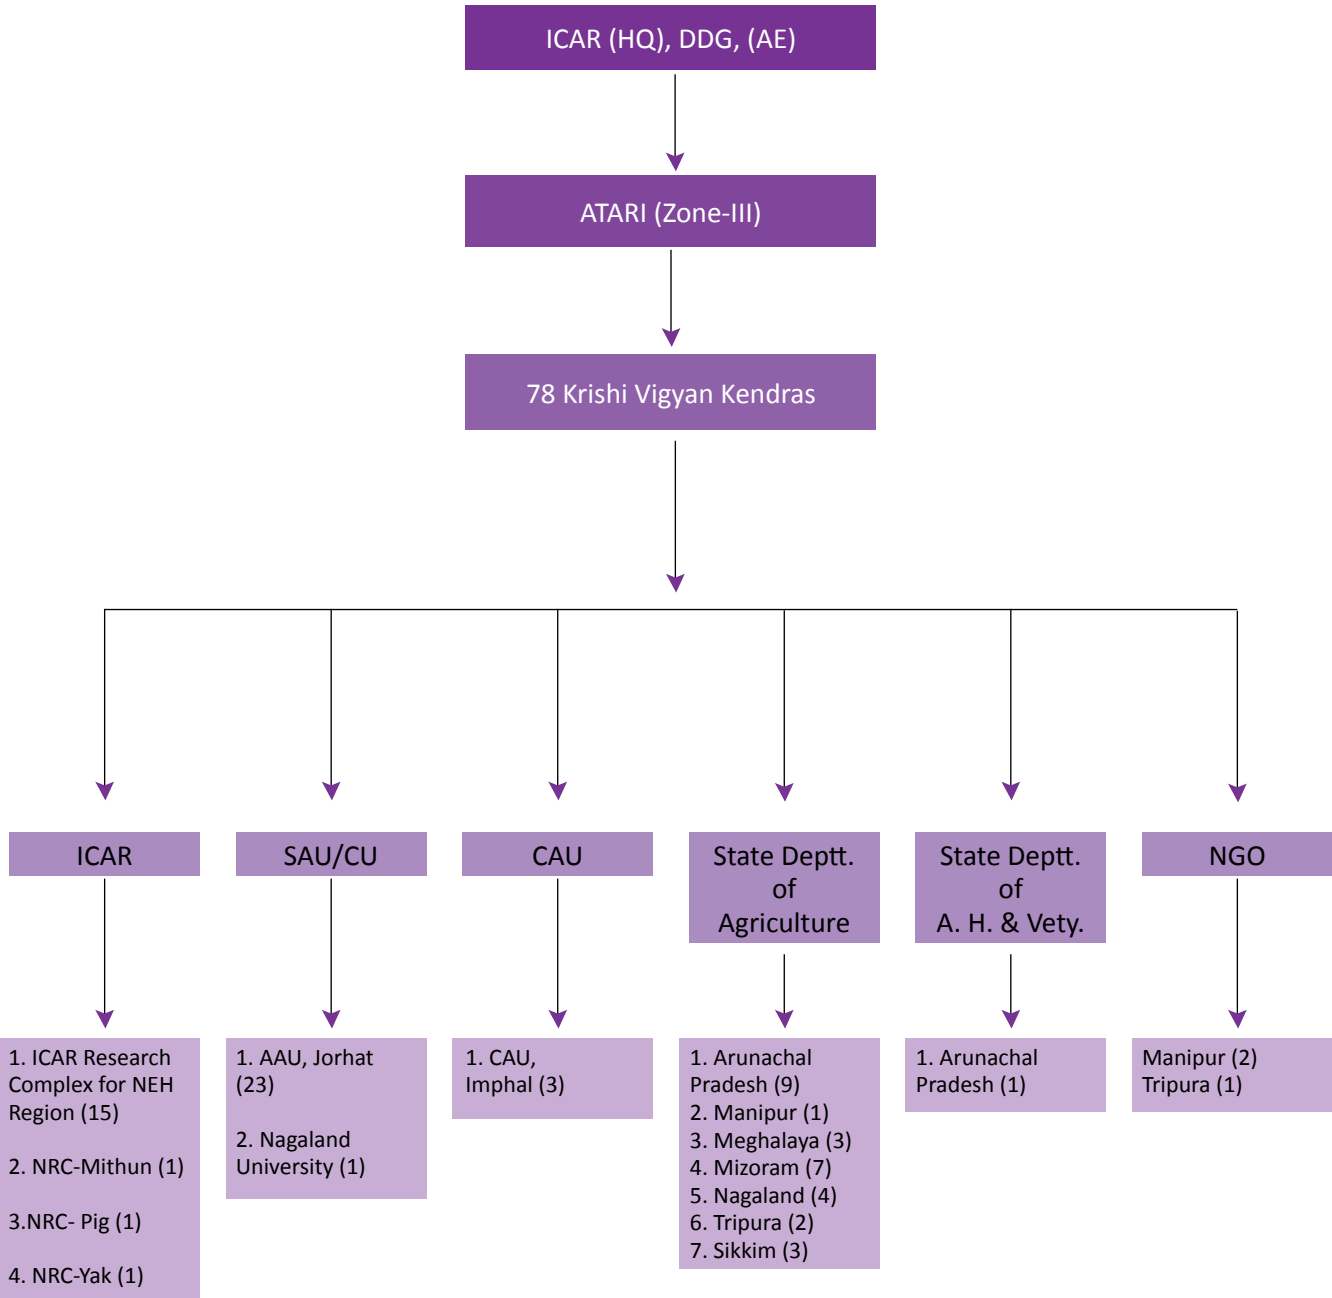 ICAR (HQ), DDG, (AE)
ATARI (Zone-III)
78 Krishi Vigyan Kendras
ICAR
SAU/CU
CAU
State Deptt.
of
Agriculture
State Deptt.
of
A. H. & Vety.
NGO
1. ICAR Research
Complex for NEH
Region (15)
2. NRC-Mithun (1)
3.NRC- Pig (1)
4. NRC-Yak (1)
1. AAU, Jorhat
(23)
2. Nagaland
University (1)
1. CAU,
Imphal (3)
1. Arunachal
Pradesh (9)
2. Manipur (1)
3. Meghalaya (3)
4. Mizoram (7)
5. Nagaland (4)
6. Tripura (2)
7. Sikkim (3)
1. Arunachal
Pradesh (1)
Manipur (2)
Tripura (1)